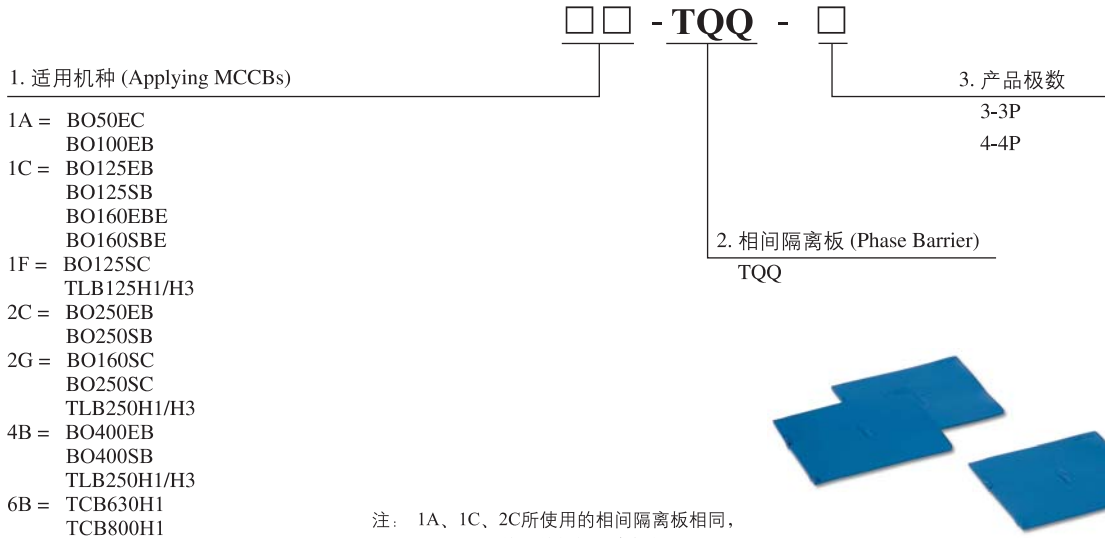 □□ - TQQ - □
1. 适用机种 (Applying MCCBs)
1A = BO50EC
BO100EB
1C = BO125EB
BO125SB
BO160EBE
BO160SBE
1F = BO125SC
TLB125H1/H3
2C = BO250EB
BO250SB
2G = BO160SC
BO250SC
TLB250H1/H3
4B = BO400EB
BO400SB
TLB250H1/H3
6B = TCB630H1
TCB800H1
2. 相间隔离板 (Phase Barrier)
TQQ
3. 产品极数
3-3P
4-4P
注: 1A、1C、2C所使用的相间隔离板相同,